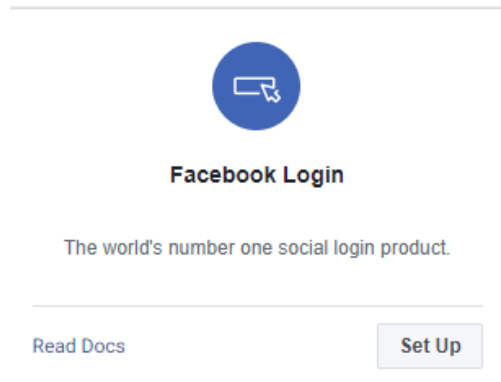 Facebook Login
The world's number one social login product.
Read Docs
Set Up